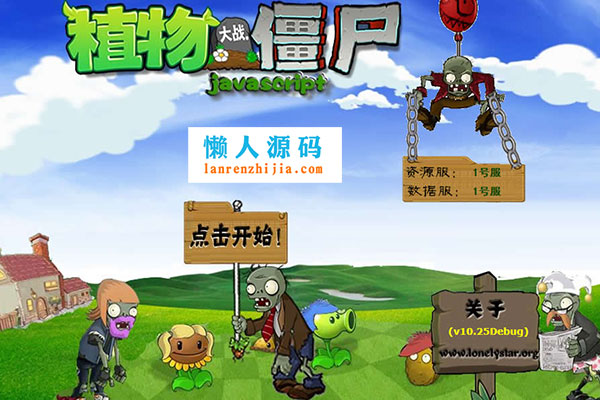 植物大战僵尸
javascript
懒人源码
lanrenzhijia.com
资源服： 1号服
数据服： 1号服
点击开始！
关于
(v10.25Debug)
www.lonelystar.org